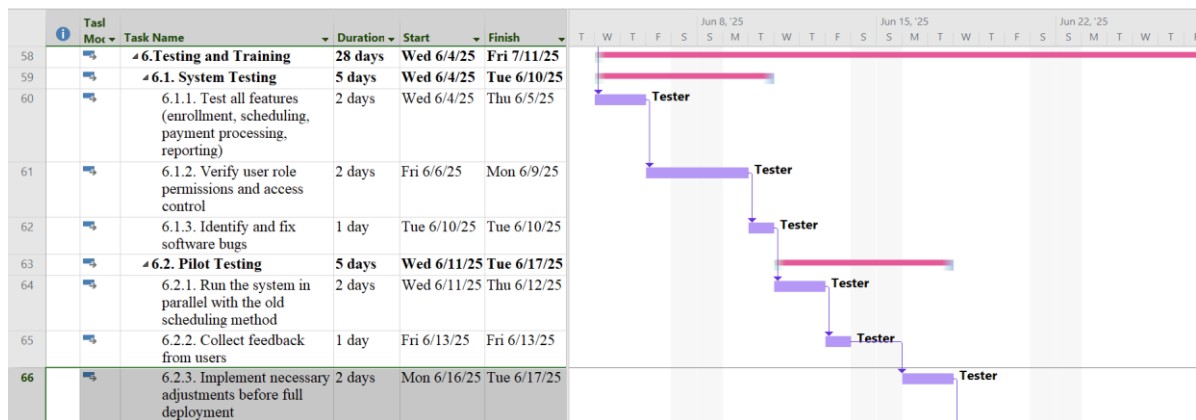 Jun 8, '25 Jun 15, '25 Jun 22, '25
Task
Mod Task Name Duration Start Finish T W T F S S M T W T F S S M T W T F S S M T W T F
58 6.Testing and Training 28 days Wed 6/4/25 Fri 7/11/25
59 6.1. System Testing 5 days Wed 6/4/25 Tue 6/10/25
60 6.1.1. Test all features 2 days Wed 6/4/25 Thu 6/5/25 Tester
(enrollment, scheduling,
payment processing,
reporting)
61 6.1.2. Verify user role 2 days Fri 6/6/25 Mon 6/9/25 Tester
permissions and access
control
62 6.1.3. Identify and fix 1 day Tue 6/10/25 Tue 6/10/25 Tester
software bugs
63 6.2. Pilot Testing 5 days Wed 6/11/25 Tue 6/17/25
64 6.2.1. Run the system in 2 days Wed 6/11/25 Thu 6/12/25 Tester
parallel with the old
scheduling method
65 6.2.2. Collect feedback 1 day Fri 6/13/25 Fri 6/13/25 Tester
from users
66 6.2.3. Implement necessary 2 days Mon 6/16/25 Tue 6/17/25 Tester
adjustments before full
deployment